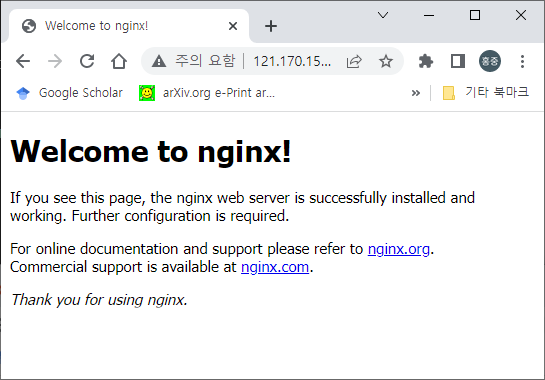 Welcome to nginx!
주의 요함 | 121.170.15...
홍중
Google Scholar
arXiv.org e-Print ar...
»
기타 북마크
Welcome to nginx!
If you see this page, the nginx web server is successfully installed and
working. Further configuration is required.
For online documentation and support please refer to nginx.org.
Commercial support is available at nginx.com.
Thank you for using nginx.